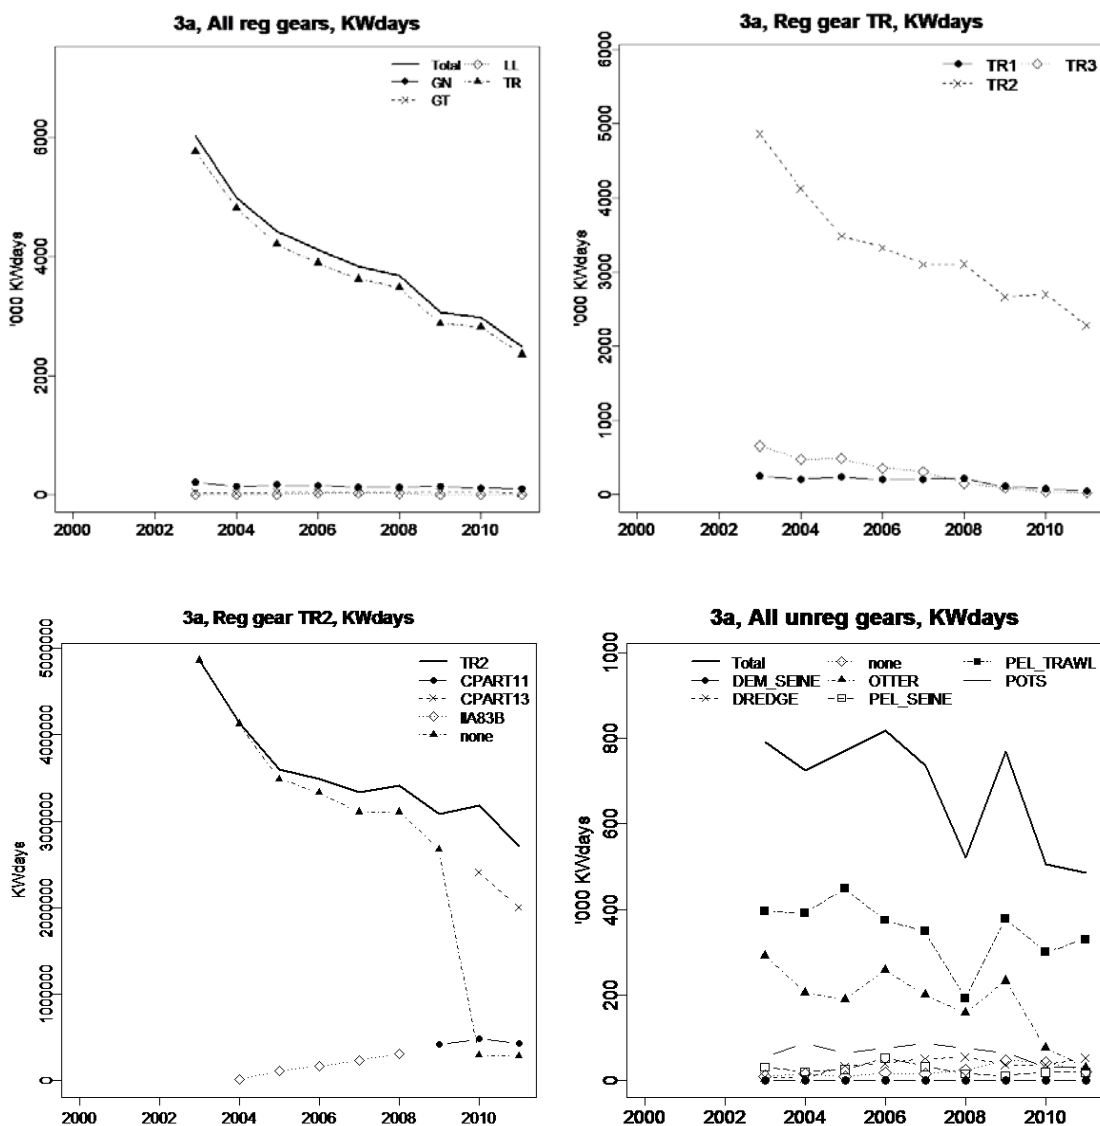 3a, All reg gears, KWdays
Total LL
GN TR
GT
'000 KWdays
6000
4000
2000
0
2000 2002 2004 2006 2008 2010
3a, Reg gear TR, KWdays
TR1 TR3
TR2
'000 KWdays
6000
5000
4000
3000
2000
1000
0
2000 2002 2004 2006 2008 2010
3a, Reg gear TR2, KWdays
TR2
CPART11
CPART13
IIA83B
none
KWdays
5000000
4000000
3000000
2000000
1000000
0
2000 2002 2004 2006 2008 2010
3a, All unreg gears, KWdays
Total none PEL_TRAWL
DEM_SEINE OTTER POTS
DREDGE PEL_SEINE
'000 KWdays
1000
800
600
400
200
0
2000 2002 2004 2006 2008 2010